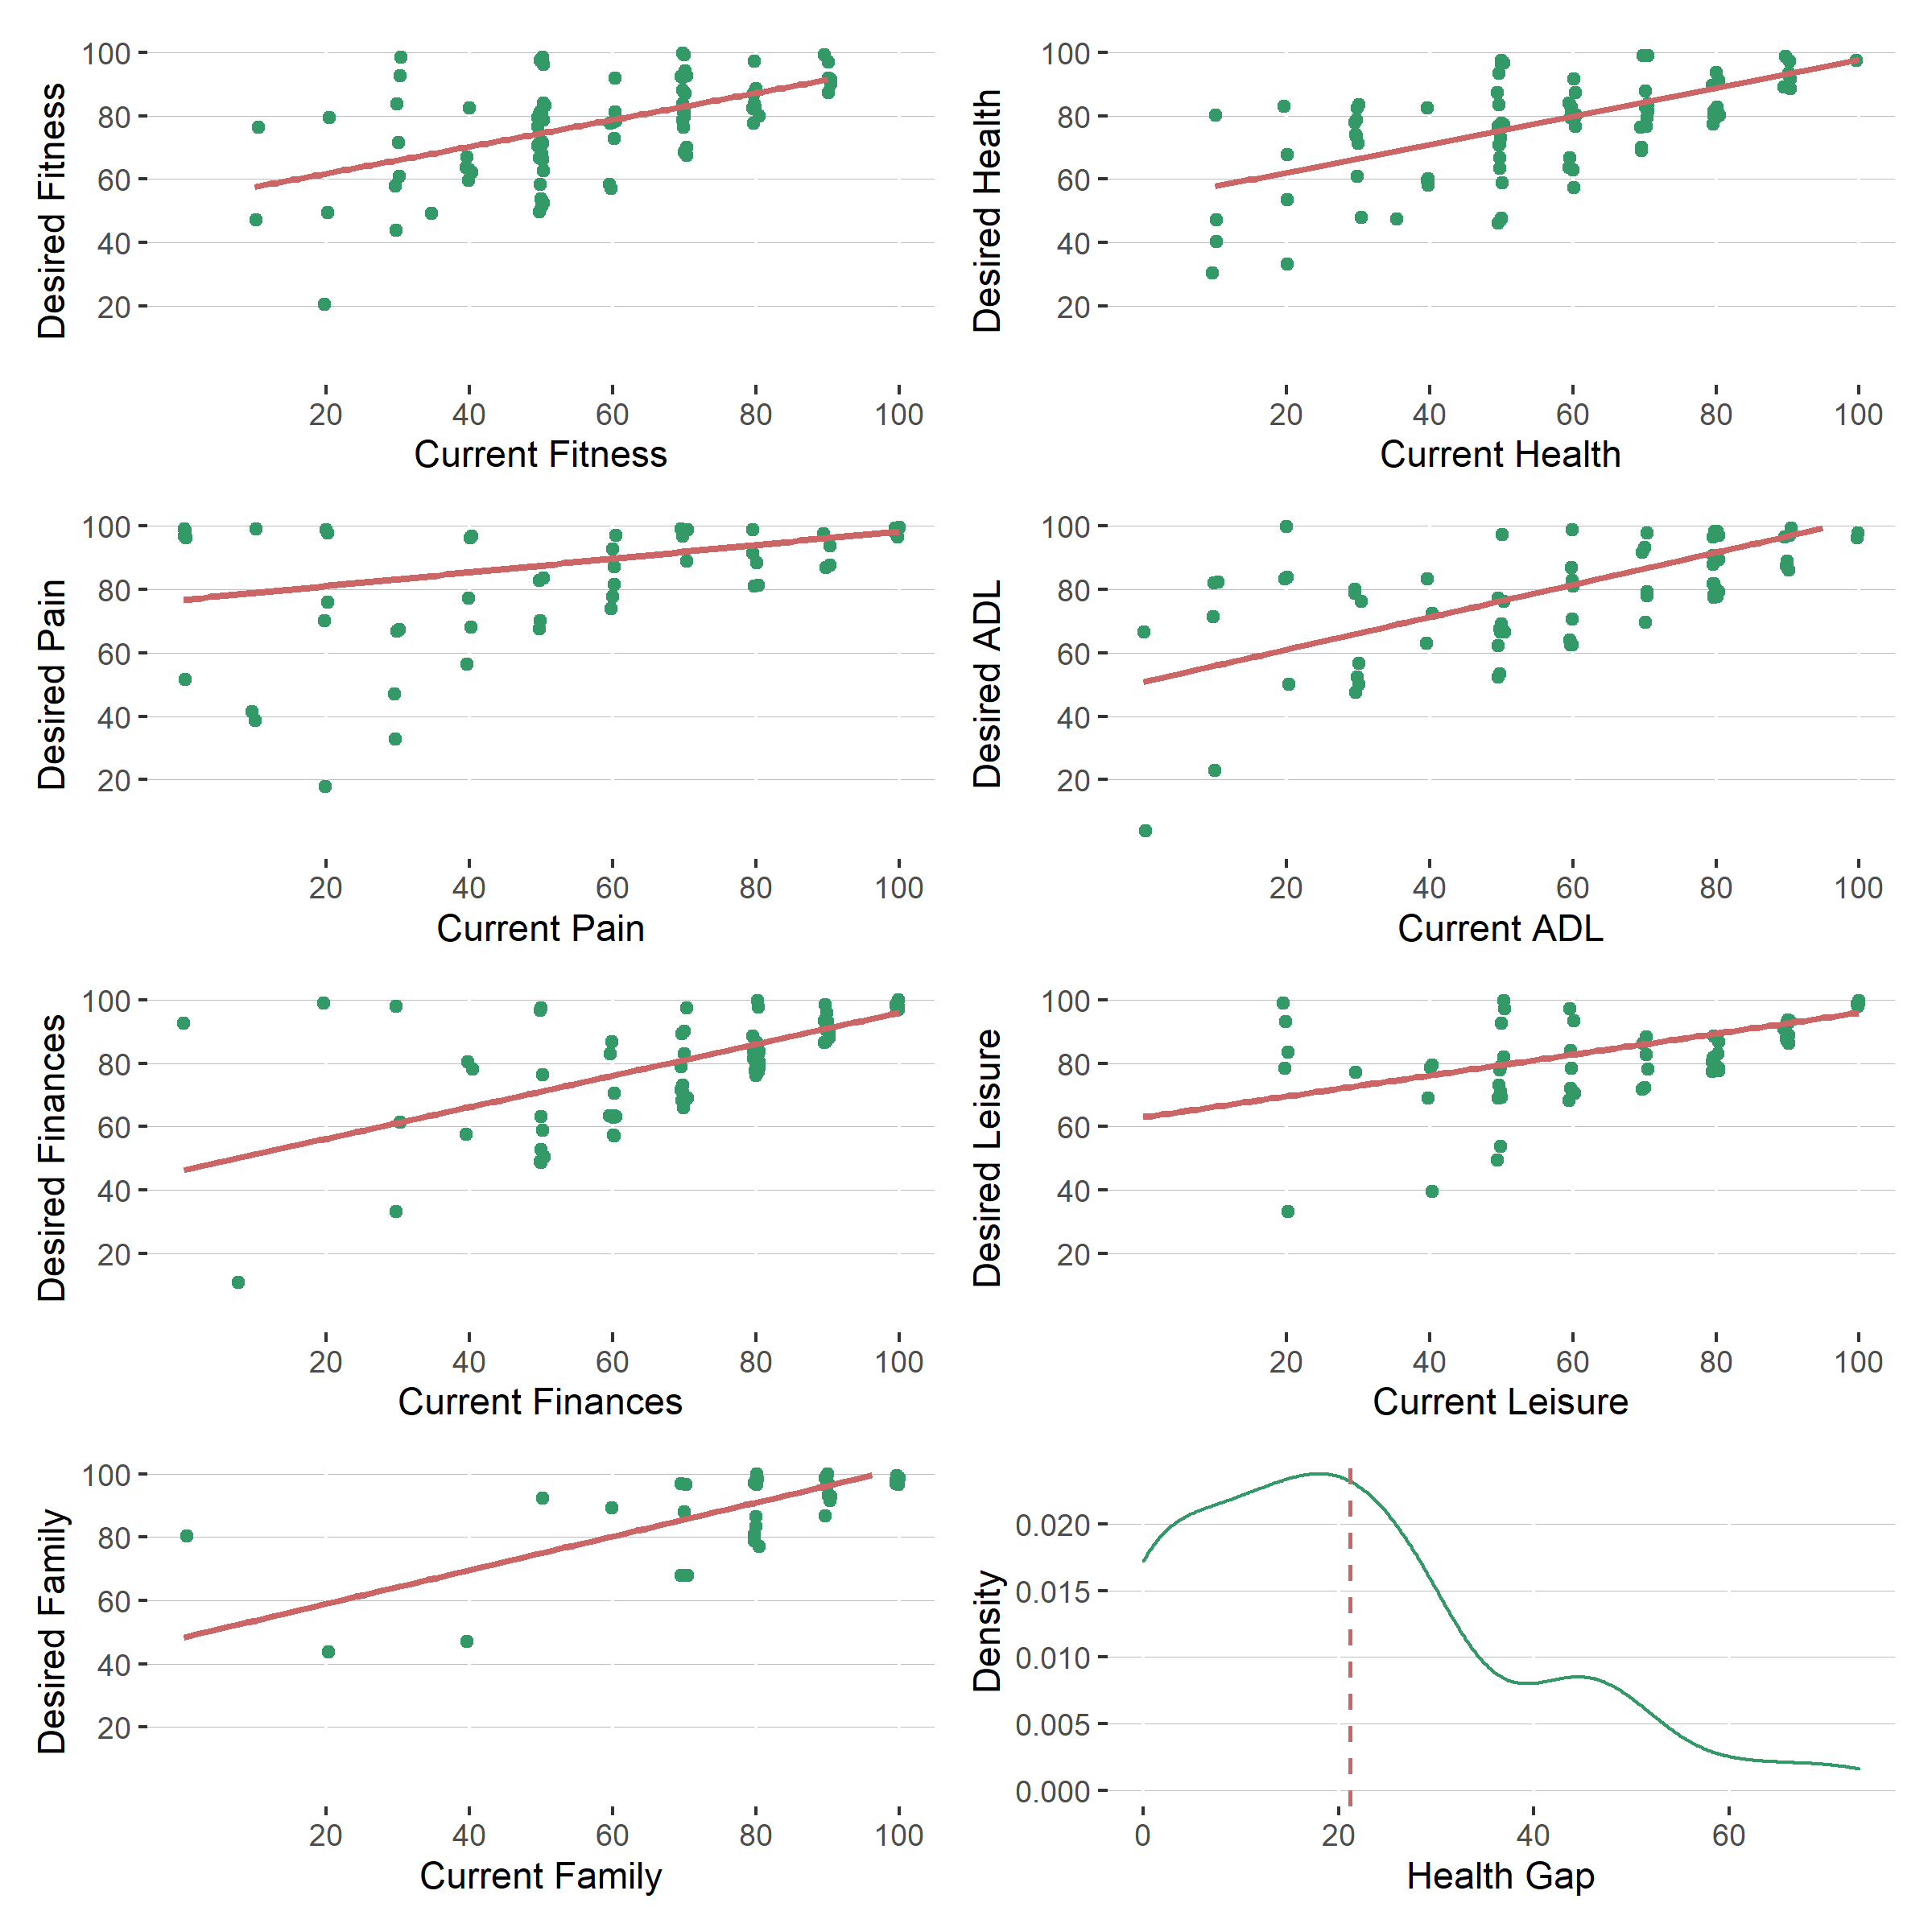 100
80
60
40
20
Desired Fitness
20 40 60 80 100
Current Fitness
100
80
60
40
20
Desired Health
20 40 60 80 100
Current Health
100
80
60
40
20
Desired Pain
20 40 60 80 100
Current Pain
100
80
60
40
20
Desired ADL
20 40 60 80 100
Current ADL
100
80
60
40
20
Desired Finances
20 40 60 80 100
Current Finances
100
80
60
40
20
Desired Leisure
20 40 60 80 100
Current Leisure
100
80
60
40
20
Desired Family
20 40 60 80 100
Current Family
0.020
0.015
0.010
0.005
0.000
Density
0 20 40 60
Health Gap